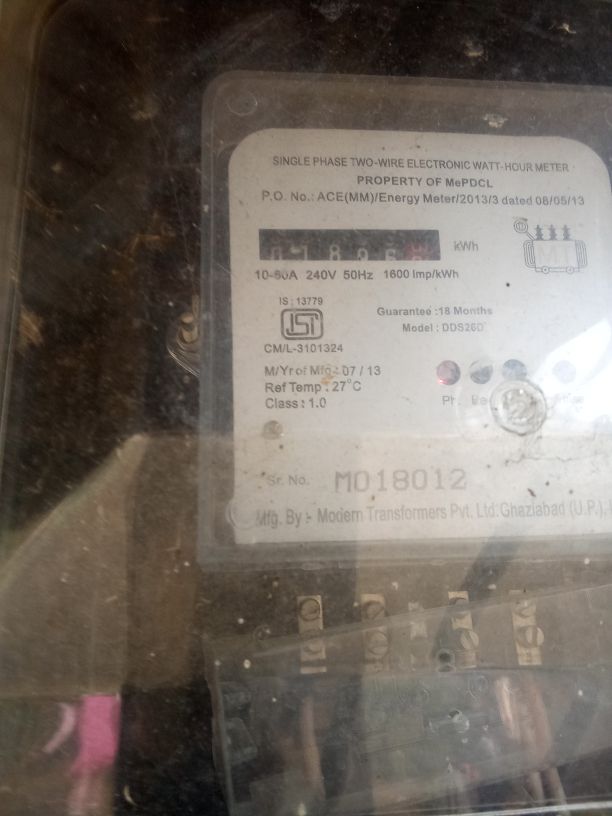 SINGLE PHASE TWO-WIRE ELECTRONIC WATT-HOUR METER
PROPERTY OF MePDCL
P.O. No.: ACE(MM)/Energy Meter/2013/3 dated 08/05/13
kWh
10-60A 240V 50Hz 1600 Imp/kWh
IS : 13779
ISI
CM/L-3101324
Guarantee :18 Months
Model : DDS26D
M/Yr of Mfg.: 07 / 13
Ref Temp : 27°C
Class : 1.0
Ph
Sr. No. M018012
Mfg. By :- Modern Transformers Pvt. Ltd. Ghaziabad (U.P.)